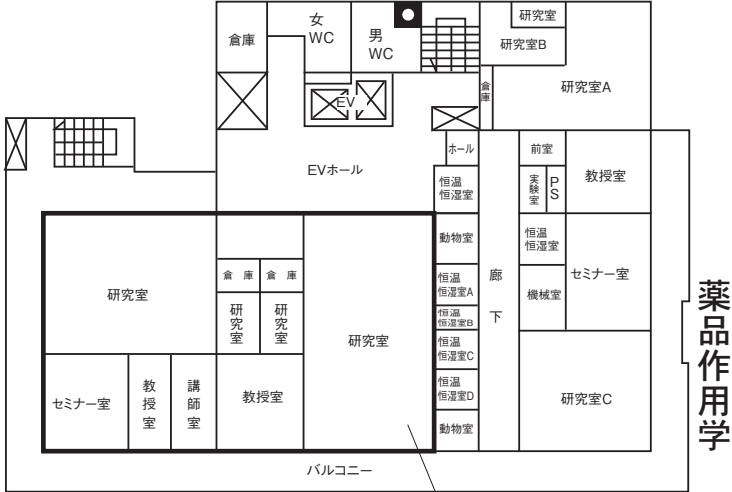 研究室
女
WC
男
WC
倉庫
研究室B
倉
庫
研究室A
EV
EVホール
ホール
前室
恒温
恒湿室
実
験
室
PS
教授室
動物室
恒温
恒湿室
研究室
倉 庫
倉 庫
恒温
恒湿室A
廊
下
機械室
セミナー室
研
究
室
研
究
室
恒温
恒湿室B
研究室
恒温
恒湿室C
セミナー室
教
授
室
講
師
室
教授室
恒温
恒湿室D
研究室C
動物室
バルコニー
薬品作用学